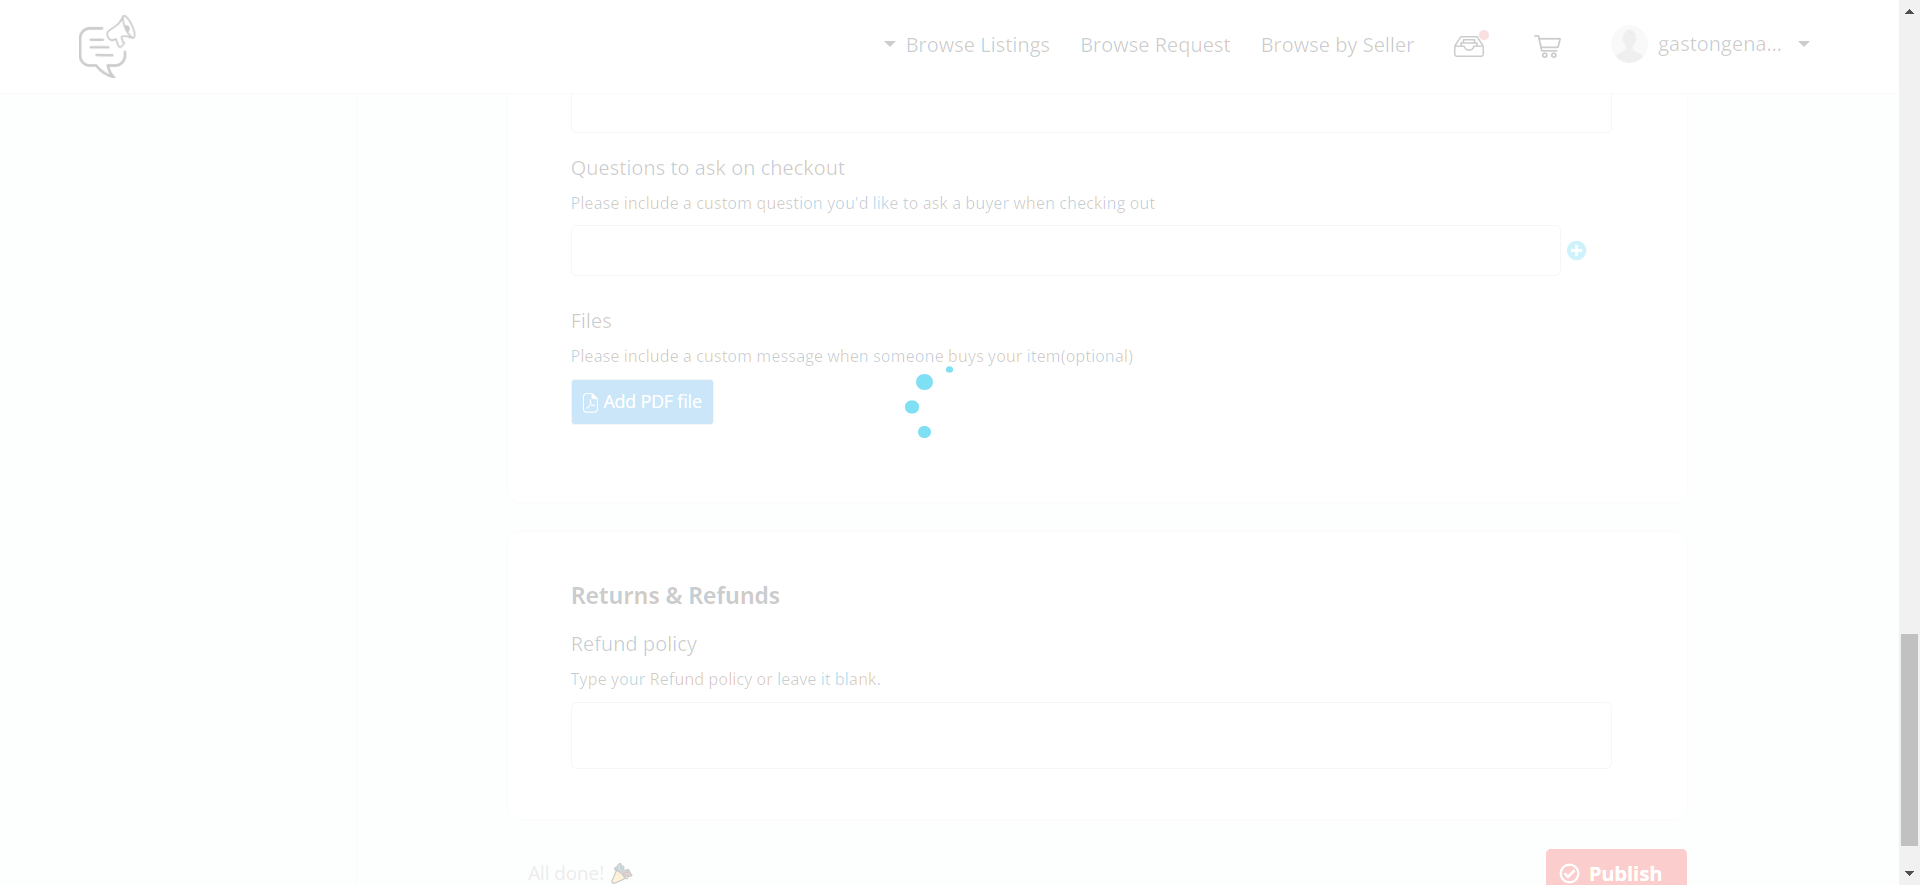 Browse Listings
Browse Request
Browse by Seller
gastongena...
Questions to ask on checkout
Please include a custom question you'd like to ask a buyer when checking out
Files
Please include a custom message when someone buys your item(optional)
Add PDF file
Returns & Refunds
Refund policy
Type your Refund policy or leave it blank.
All done!
Publish